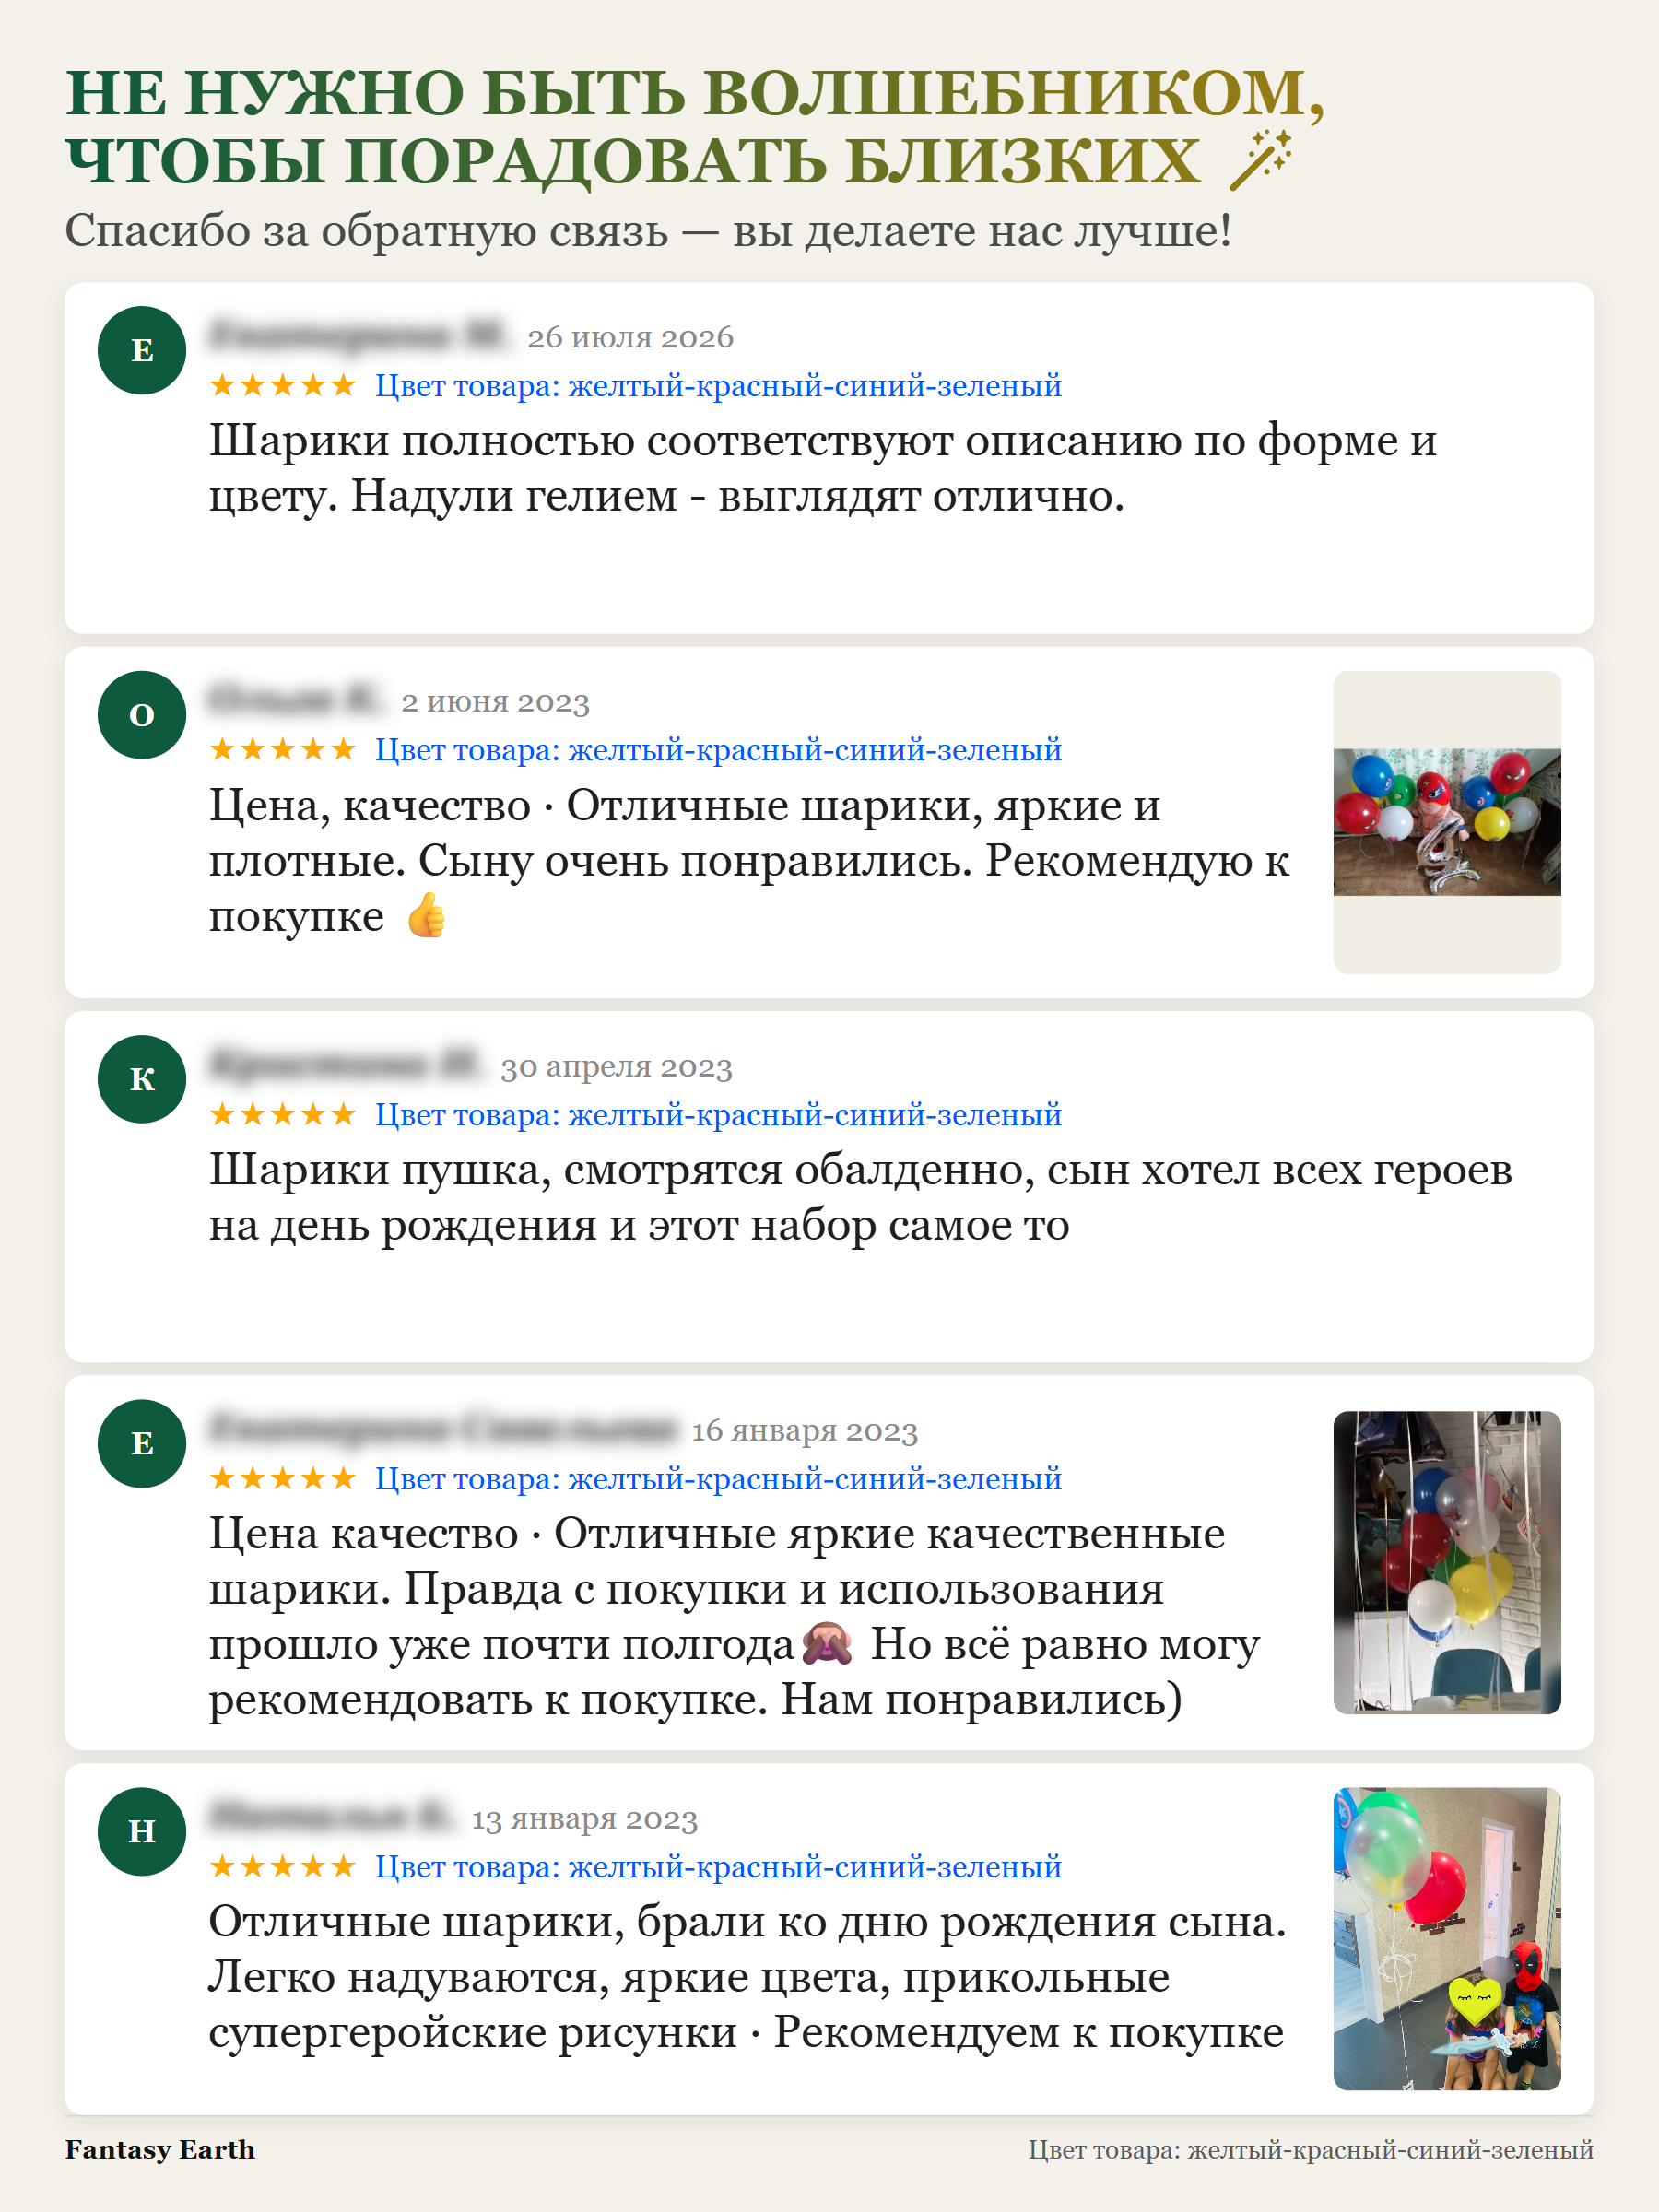 НЕ НУЖНО БЫТЬ ВОЛШЕБНИКОМ,
ЧТОБЫ ПОРАДОВАТЬ БЛИЗКИХ
Спасибо за обратную связь — вы делаете нас лучше!
Е
26 июля 2026
★★★★★ Цвет товара: желтый-красный-синий-зеленый
Шарики полностью соответствуют описанию по форме и
цвету. Надули гелием - выглядят отлично.
О
2 июня 2023
★★★★★ Цвет товара: желтый-красный-синий-зеленый
Цена, качество · Отличные шарики, яркие и
плотные. Сыну очень понравились. Рекомендую к
покупке 👍
К
30 апреля 2023
★★★★★ Цвет товара: желтый-красный-синий-зеленый
Шарики пушка, смотрятся обалденно, сын хотел всех героев
на день рождения и этот набор самое то
Е
16 января 2023
★★★★★ Цвет товара: желтый-красный-синий-зеленый
Цена качество · Отличные яркие качественные
шарики. Правда с покупки и использования
прошло уже почти полгода🙈 Но всё равно могу
рекомендовать к покупке. Нам понравились)
Н
13 января 2023
★★★★★ Цвет товара: желтый-красный-синий-зеленый
Отличные шарики, брали ко дню рождения сына.
Легко надуваются, яркие цвета, прикольные
супергеройские рисунки · Рекомендуем к покупке
Fantasy Earth
Цвет товара: желтый-красный-синий-зеленый